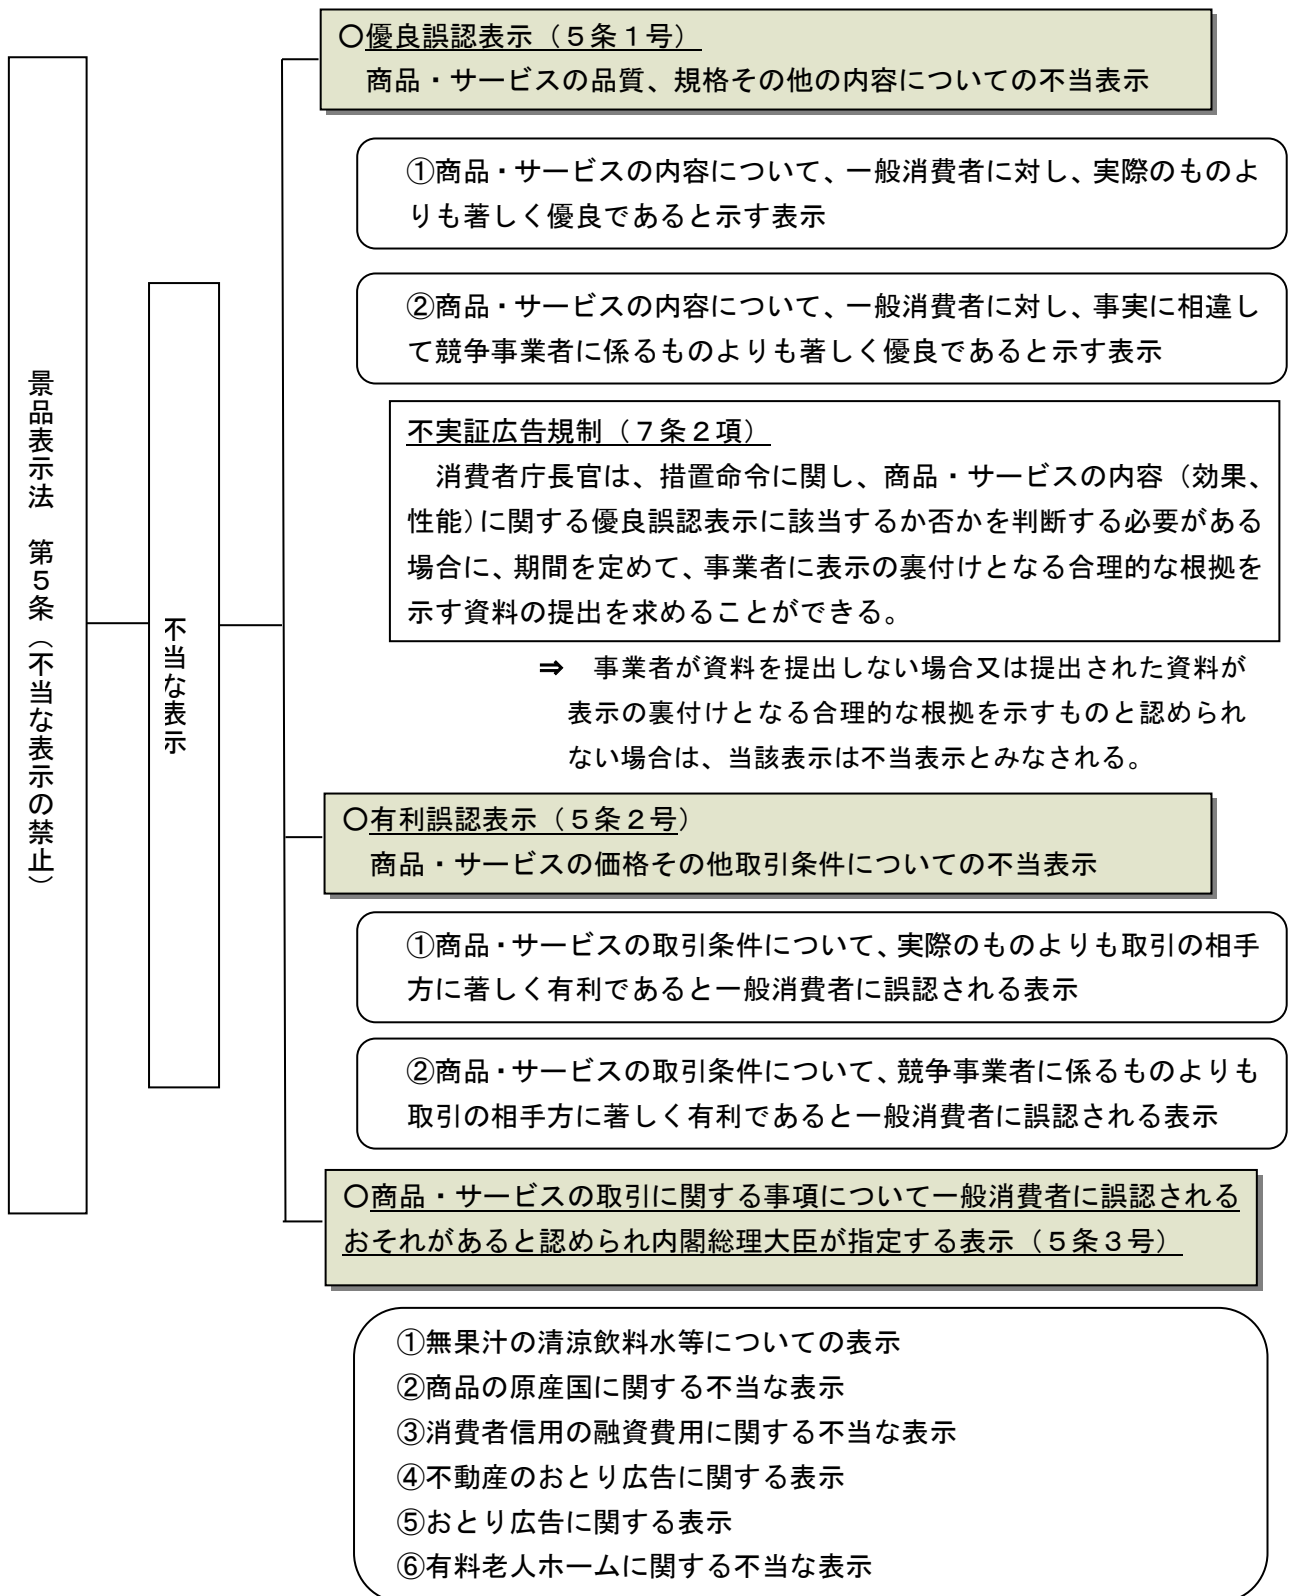 景品表示法　第５条（不当な表示の禁止）
不当な表示
〇優良誤認表示（５条１号）
商品・サービスの品質、規格その他の内容についての不当表示
①商品・サービスの内容について、一般消費者に対し、実際のものよ
りも著しく優良であると示す表示
②商品・サービスの内容について、一般消費者に対し、事実に相違し
て競争事業者に係るものよりも著しく優良であると示す表示
不実証広告規制（７条２項）
消費者庁長官は、措置命令に関し、商品・サービスの内容（効果、
性能）に関する優良誤認表示に該当するか否かを判断する必要がある
場合に、期間を定めて、事業者に表示の裏付けとなる合理的な根拠を
示す資料の提出を求めることができる。
⇒　事業者が資料を提出しない場合又は提出された資料が
表示の裏付けとなる合理的な根拠を示すものと認められ
ない場合は、当該表示は不当表示とみなされる。
〇有利誤認表示（５条２号）
商品・サービスの価格その他取引条件についての不当表示
①商品・サービスの取引条件について、実際のものよりも取引の相手
方に著しく有利であると一般消費者に誤認される表示
②商品・サービスの取引条件について、競争事業者に係るものよりも
取引の相手方に著しく有利であると一般消費者に誤認される表示
〇商品・サービスの取引に関する事項について一般消費者に誤認される
おそれがあると認められ内閣総理大臣が指定する表示（５条３号）
①無果汁の清涼飲料水等についての表示
②商品の原産国に関する不当な表示
③消費者信用の融資費用に関する不当な表示
④不動産のおとり広告に関する表示
⑤おとり広告に関する表示
⑥有料老人ホームに関する不当な表示